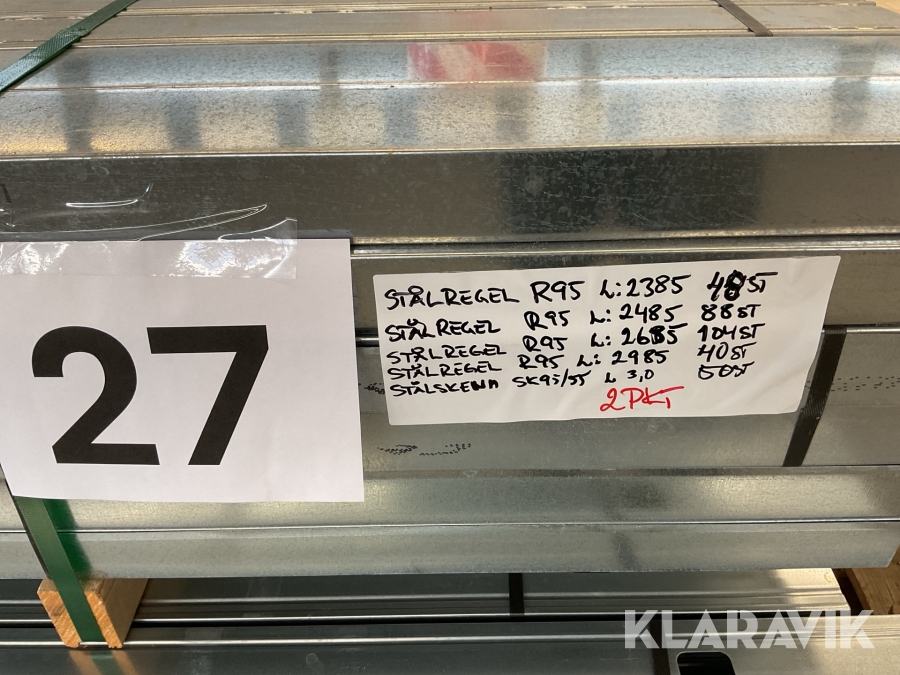 27
STÅLREGEL R95 L:2385 48ST
STÅLREGEL R95 L:2485 88ST
STÅLREGEL R95 L:2685 104ST
STÅLREGEL R95 L:2985 40ST
STÅLSKENA SK95/55 L 3,0 50ST
2PKT
KLARAVIK